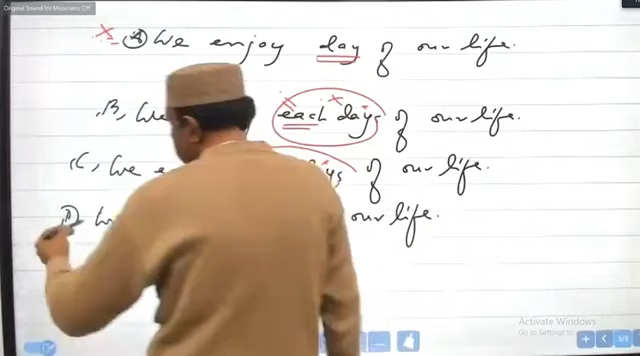 Original Sound for Musicians: Off
A We enjoy day of our life.
B, We each days of our life.
C, We of our life.
D our life.
Activate Windows
Go to Settings to